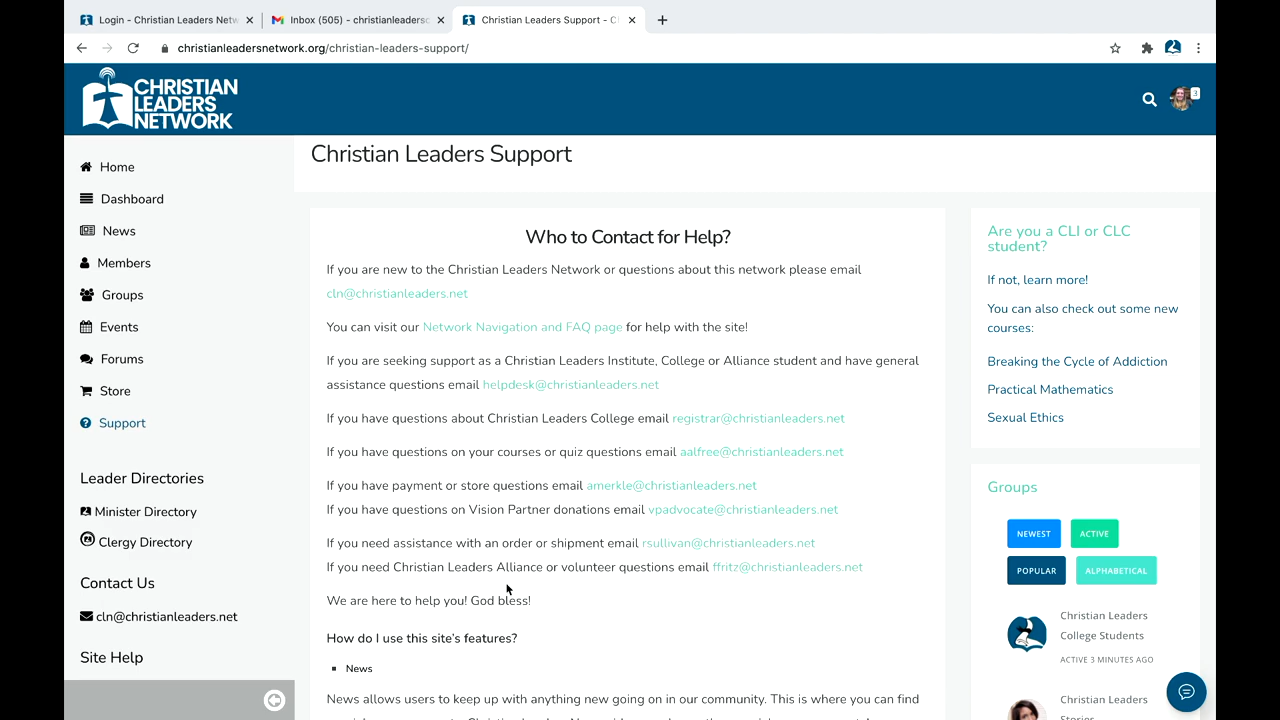 Login - Christian Leaders Netw
Inbox (505) - christianleadersc
Christian Leaders Support - C
christianleadersnetwork.org/christian-leaders-support/
CHRISTIAN
LEADERS
NETWORK
3
Home
Dashboard
News
Members
Groups
Events
Forums
Store
Support
Leader Directories
Minister Directory
Clergy Directory
Contact Us
cln@christianleaders.net
Site Help
Christian Leaders Support
Who to Contact for Help?
If you are new to the Christian Leaders Network or questions about this network please email
cln@christianleaders.net
You can visit our Network Navigation and FAQ page for help with the site!
If you are seeking support as a Christian Leaders Institute, College or Alliance student and have general
assistance questions email helpdesk@christianleaders.net
If you have questions about Christian Leaders College email registrar@christianleaders.net
If you have questions on your courses or quiz questions email aalfree@christianleaders.net
If you have payment or store questions email amerkle@christianleaders.net
If you have questions on Vision Partner donations email vpadvocate@christianleaders.net
If you need assistance with an order or shipment email rsullivan@christianleaders.net
If you need Christian Leaders Alliance or volunteer questions email ffritz@christianleaders.net
We are here to help you! God bless!
How do I use this site's features?
News
News allows users to keep up with anything new going on in our community. This is where you can find
Are you a CLI or CLC
student?
If not, learn more!
You can also check out some new
courses:
Breaking the Cycle of Addiction
Practical Mathematics
Sexual Ethics
Groups
NEWEST
ACTIVE
POPULAR
ALPHABETICAL
Christian Leaders
College Students
ACTIVE 3 MINUTES AGO
Christian Leaders